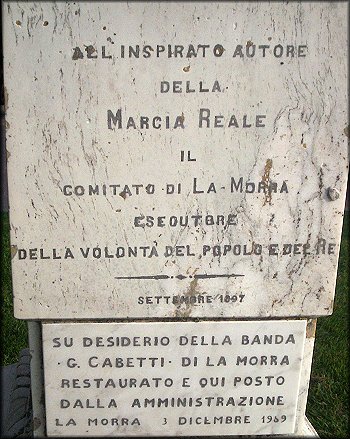 ALL INSPIRATO AUTORE
DELLA
MARCIA REALE
IL
COMITATO DI LA-MORRA
ESECUTORE
DELLA VOLONTÀ DEL POPOLO E DEL RE
SETTEMBRE 1897
SU DESIDERIO DELLA BANDA
·G. CABETTI· DI LA MORRA
RESTAURATO E QUI POSTO
DALLA AMMINISTRAZIONE
LA MORRA 3 DICEMBRE 1989